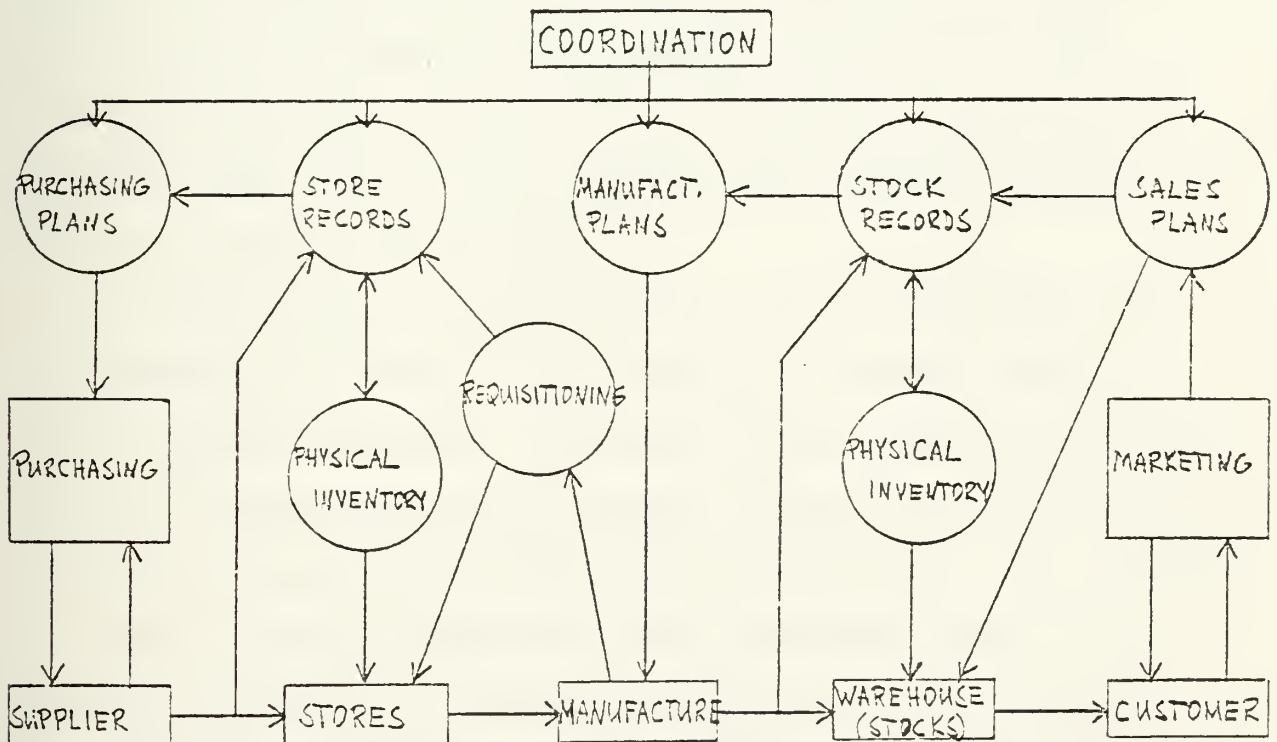 COORDINATION
PURCHASING
PLANS
STORE
RECORDS
MANUFACT.
PLANS
STOCK
RECORDS
SALES
PLANS
REQUISITIONING
PURCHASING
PHYSICAL
INVENTORY
PHYSICAL
INVENTORY
MARKETING
SUPPLIER
STORES
MANUFACTURE
WAREHOUSE
(STOCKS)
CUSTOMER